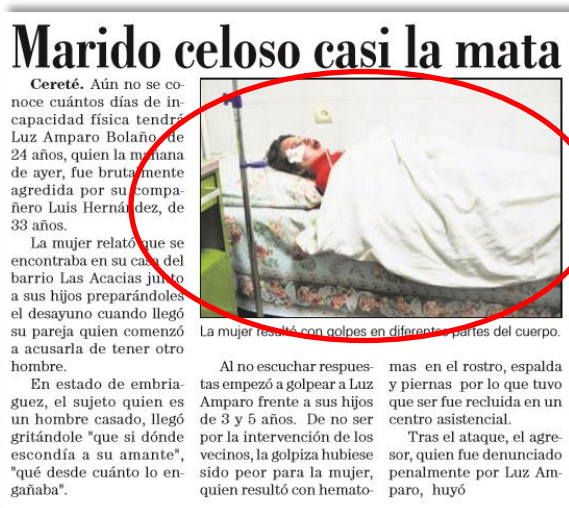 Marido celoso casi la mata
Cereté. Aún no se co-
noce cuántos días de in-
capacidad física tendrá
Luz Amparo Bolaño, de
24 años, quien la mañana
de ayer, fue brutalmente
agredida por su compa-
ñero Luis Hernández, de
33 años.
La mujer relató que se
encontraba en su casa del
barrio Las Acacias junto
a sus hijos preparándoles
el desayuno cuando llegó
su pareja quien comenzó
a acusarla de tener otro
hombre.
En estado de embria-
guez, el sujeto quien es
un hombre casado, llegó
gritándole "que si dónde
escondía a su amante",
"qué desde cuánto lo en-
gañaba".
La mujer resultó con golpes en diferentes partes del cuerpo.
Al no escuchar respues-
tas empezó a golpear a Luz
Amparo frente a sus hijos
de 3 y 5 años. De no ser
por la intervención de los
vecinos, la golpiza hubiese
sido peor para la mujer,
quien resultó con hemato-
mas en el rostro, espalda
y piernas por lo que tuvo
que ser fue recluida en un
centro asistencial.
Tras el ataque, el agre-
sor, quien fue denunciado
penalmente por Luz Am-
paro, huyó